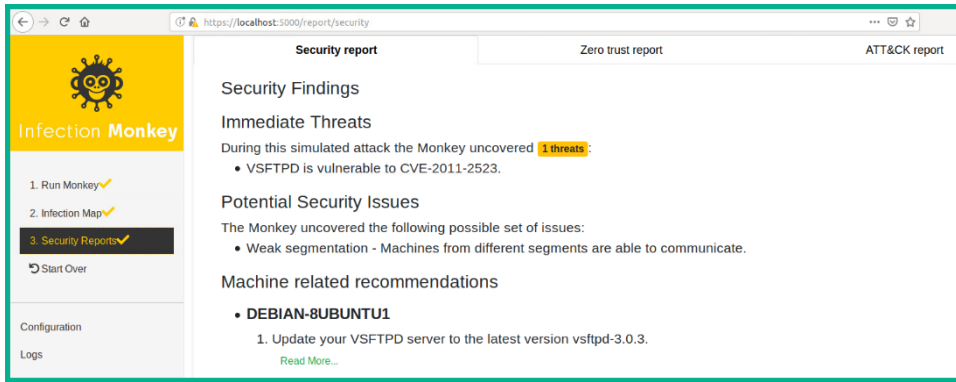 https://localhost:5000/report/security
Infection Monkey
1. Run Monkey
2. Infection Map
3. Security Reports
Start Over
Configuration
Logs
Security report
Zero trust report
ATT&CK report
Security Findings
Immediate Threats
During this simulated attack the Monkey uncovered 1 threats:
• VSFTPD is vulnerable to CVE-2011-2523.
Potential Security Issues
The Monkey uncovered the following possible set of issues:
• Weak segmentation - Machines from different segments are able to communicate.
Machine related recommendations
• DEBIAN-8UBUNTU1
1. Update your VSFTPD server to the latest version vsftpd-3.0.3.
Read More...